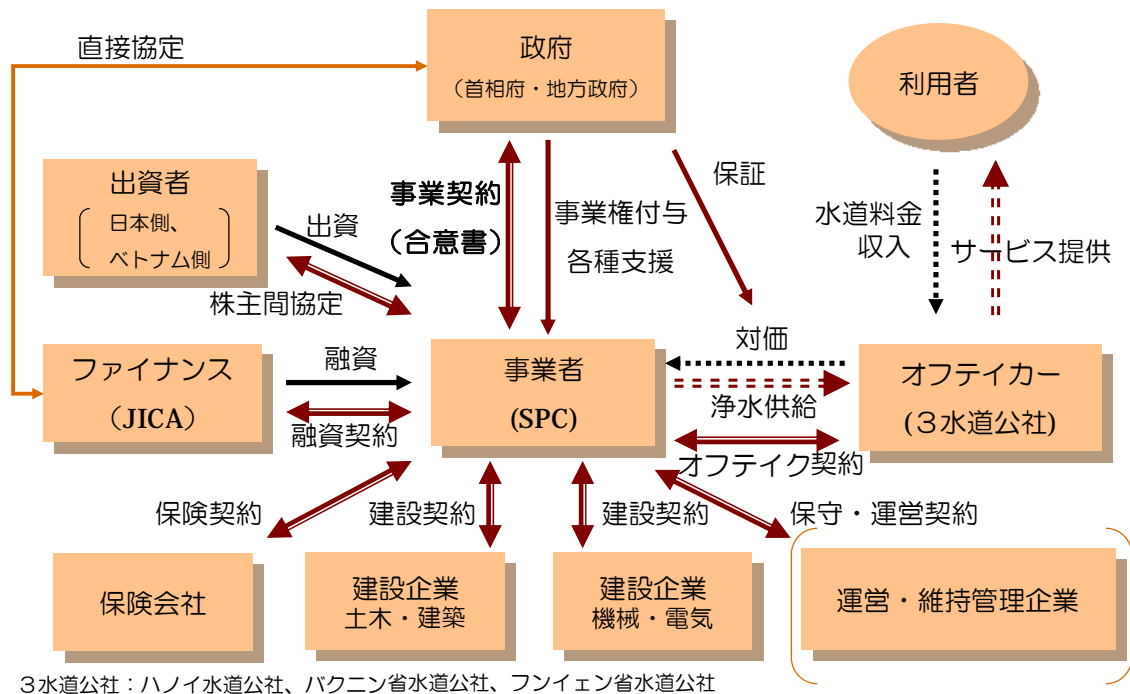 直接協定
政府
（首相府・地方政府）
利用者
出資者
日本側、
ベトナム側
出資
株主間協定
事業契約
（合意書）
事業権付与
各種支援
保証
水道料金
収入
サービス提供
ファイナンス
（JICA）
融資
融資契約
事業者
(SPC)
対価
浄水供給
オフテイク契約
オフテイカー
(３水道公社)
保険契約
建設契約
建設契約
保守・運営契約
保険会社
建設企業
土木・建築
建設企業
機械・電気
運営・維持管理企業
３水道公社：ハノイ水道公社、バクニン省水道公社、フンイェン省水道公社